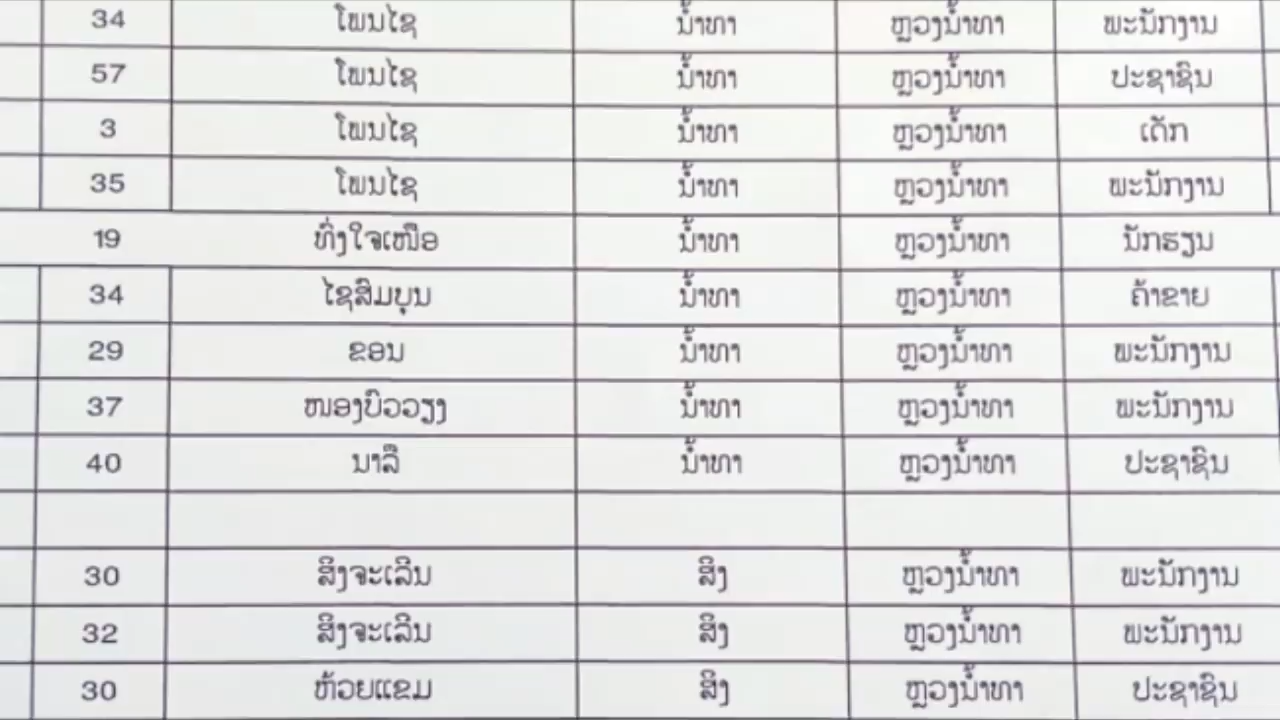 34 ໂພນໄຊ ນ້ຳທາ ຫຼວງນ້ຳທາ ພະນັກງານ
57 ໂພນໄຊ ນ້ຳທາ ຫຼວງນ້ຳທາ ປະຊາຊົນ
3 ໂພນໄຊ ນ້ຳທາ ຫຼວງນ້ຳທາ ເດັກ
35 ໂພນໄຊ ນ້ຳທາ ຫຼວງນ້ຳທາ ພະນັກງານ
19 ທົ່ງໃຈເໜືອ ນ້ຳທາ ຫຼວງນ້ຳທາ ນັກຮຽນ
34 ໄຊສົມບຸນ ນ້ຳທາ ຫຼວງນ້ຳທາ ຄ້າຂາຍ
29 ຂອນ ນ້ຳທາ ຫຼວງນ້ຳທາ ພະນັກງານ
37 ໜອງບົວວຽງ ນ້ຳທາ ຫຼວງນ້ຳທາ ພະນັກງານ
40 ນາລື ນ້ຳທາ ຫຼວງນ້ຳທາ ປະຊາຊົນ
30 ສິງຈະເລີນ ສິງ ຫຼວງນ້ຳທາ ພະນັກງານ
32 ສິງຈະເລີນ ສິງ ຫຼວງນ້ຳທາ ພະນັກງານ
30 ຫ້ວຍແຂມ ສິງ ຫຼວງນ້ຳທາ ປະຊາຊົນ